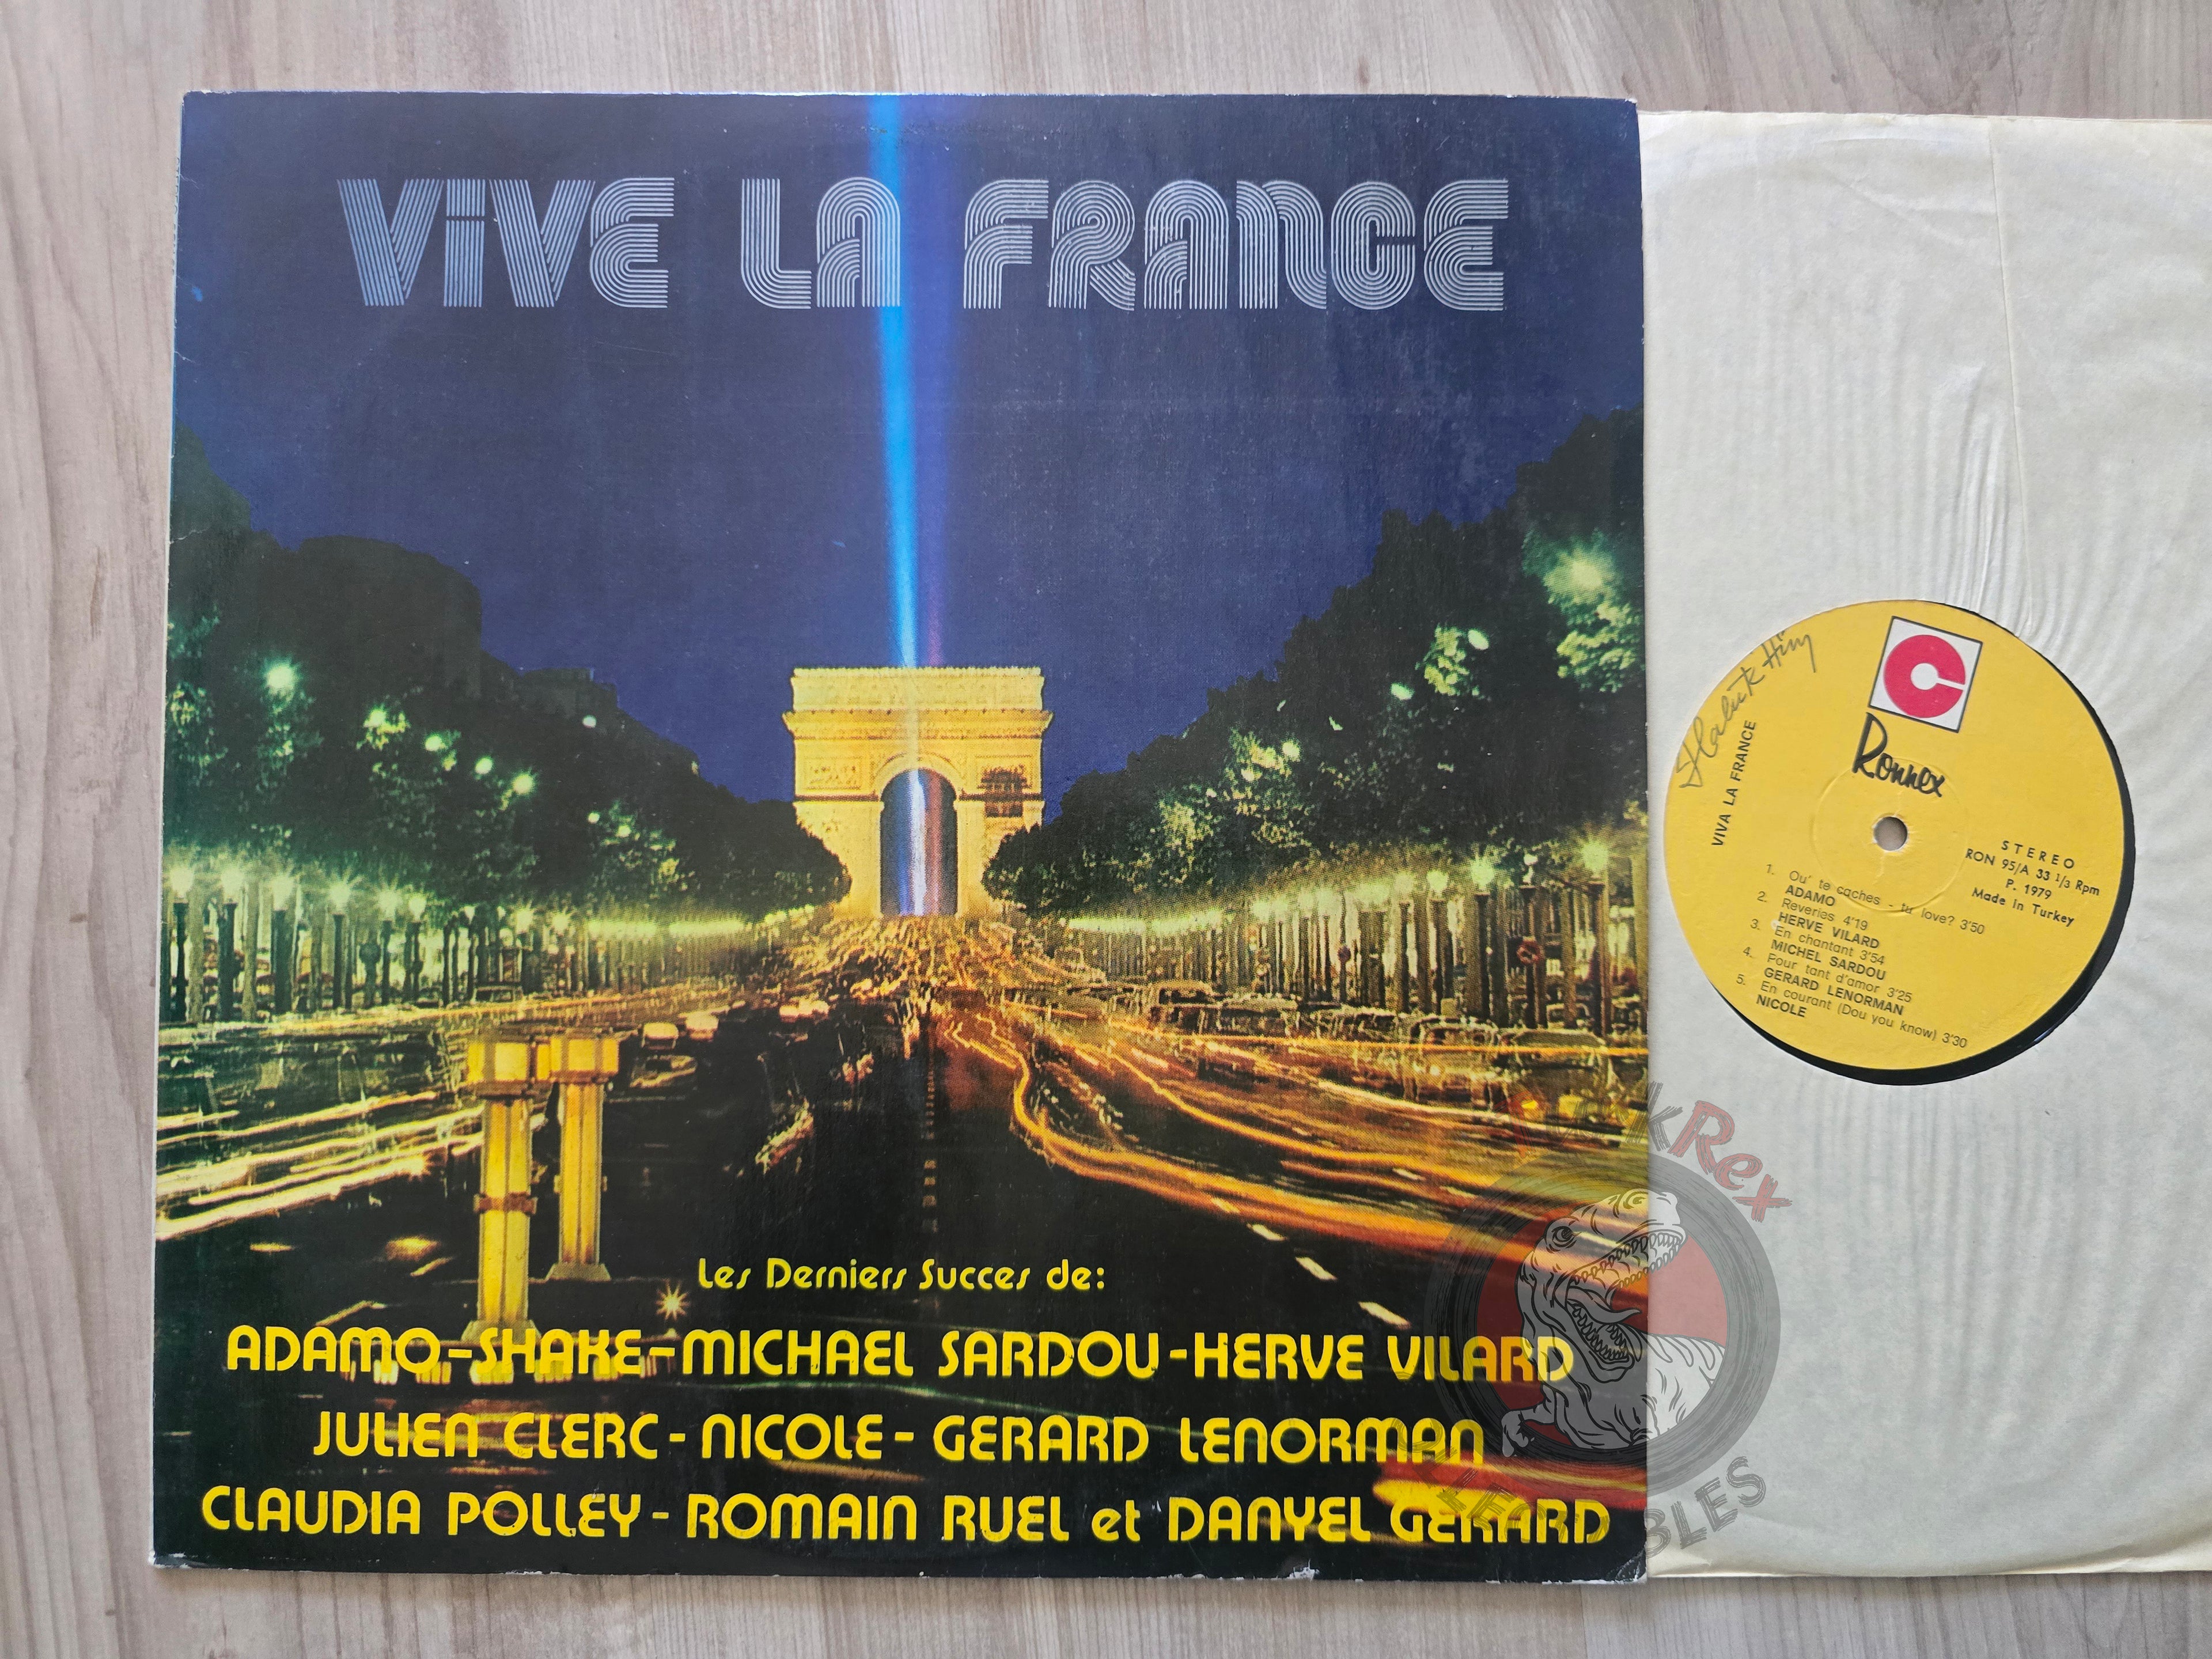 ViVE LA FRANCE
Les Derniers Succes de:
ADAMO-SHAKE-MICHAEL SARDOU-HERVE VILARD
JULIEN CLERC-NICOLE-GERARD LENORMAN
CLAUDIA POLLEY-ROMAIN RUEL et DANYEL GERARD
Ronnex
VIVA LA FRANCE
STEREO
RON 95/A 33 1/3 Rpm
P. 1979
Made In Turkey
1. Ou' te caches - tu love? 3'50
ADAMO
2. Reveries 4'19
HERVE VILARD
3. En chantant 3'54
MICHEL SARDOU
4. Pour tant d'amor 3'25
GERARD LENORMAN
5. En courant (Dou you know) 3'30
NICOLE
Rex